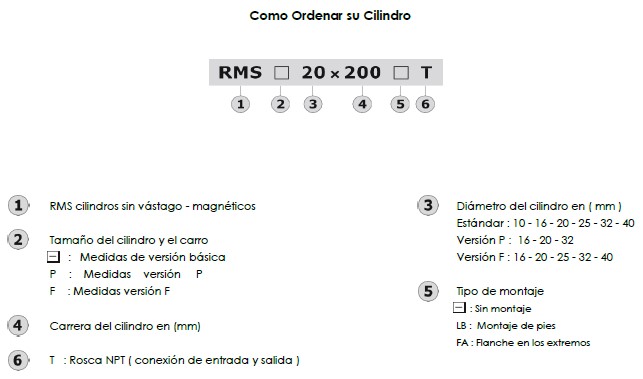 Como Ordenar su Cilindro
RMS □ 20 x 200 □ T
1 2 3 4 5 6
1 RMS cilindros sin vástago - magnéticos
2 Tamaño del cilindro y el carro
− : Medidas de versión básica
P : Medidas versión P
F : Medidas versión F
4 Carrera del cilindro en (mm)
6 T : Rosca NPT ( conexión de entrada y salida )
3 Diámetro del cilindro en ( mm )
Estándar : 10 - 16 - 20 - 25 - 32 - 40
Versión P : 16 - 20 - 32
Versión F : 16 - 20 - 25 - 32 - 40
5 Tipo de montaje
− : Sin montaje
LB : Montaje de pies
FA : Flanche en los extremos